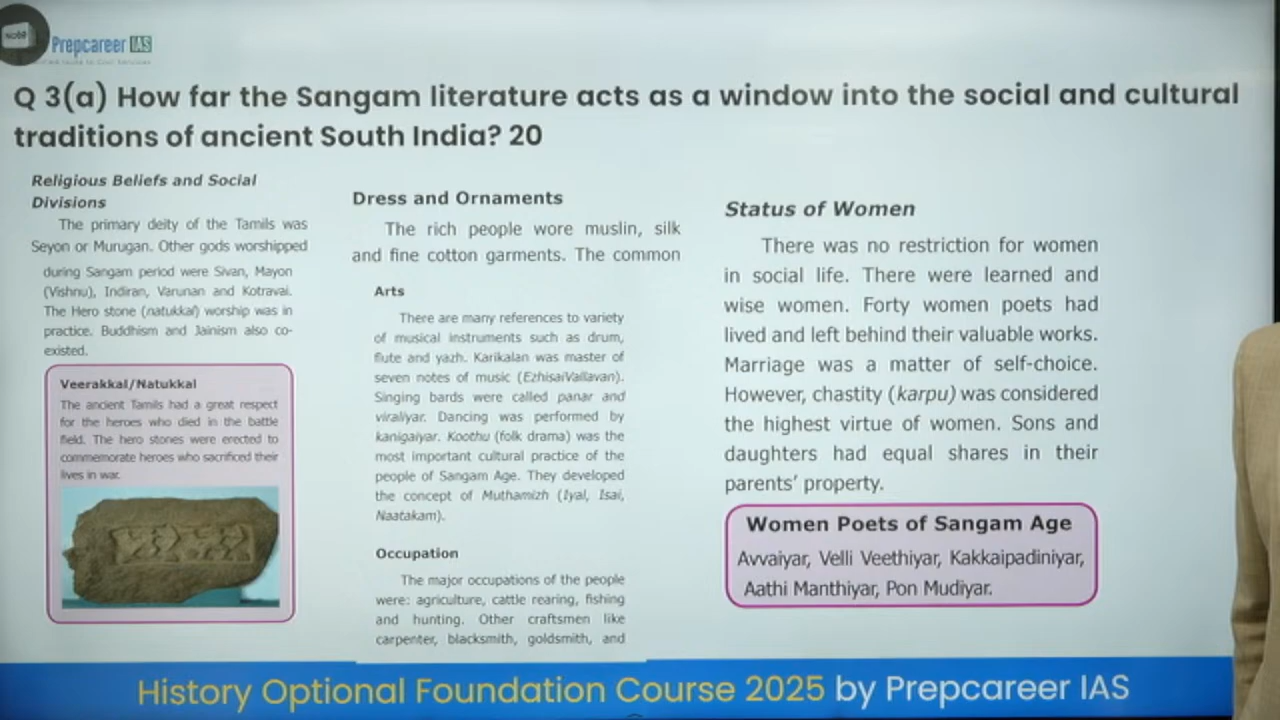 Prepcareer IAS
Q 3(a) How far the Sangam literature acts as a window into the social and cultural
traditions of ancient South India? 20
Religious Beliefs and Social
Divisions
The primary deity of the Tamils was
Seyon or Murugan. Other gods worshipped
during Sangam period were Sivan, Mayon
(Vishnu), Indiran, Varunan and Kotravai.
The Hero stone (natukkal) worship was in
practice. Buddhism and Jainism also co-
existed.
Veerakkal/Natukkal
The ancient Tamils had a great respect
for the heroes who died in the battle
field. The hero stones were erected to
commemorate heroes who sacrificed their
lives in war.
Dress and Ornaments
The rich people wore muslin, silk
and fine cotton garments. The common
Arts
There are many references to variety
of musical instruments such as drum,
flute and yazh. Karikalan was master of
seven notes of music (EzhisaiVallavan).
Singing bards were called panar and
viraliyar. Dancing was performed by
kanigaiyar. Koothu (folk drama) was the
most important cultural practice of the
people of Sangam Age. They developed
the concept of Muthamizh (Iyal, Isai,
Naatakam).
Occupation
The major occupations of the people
were: agriculture, cattle rearing, fishing
and hunting. Other craftsmen like
carpenter, blacksmith, goldsmith, and
Status of Women
There was no restriction for women
in social life. There were learned and
wise women. Forty women poets had
lived and left behind their valuable works.
Marriage was a matter of self-choice.
However, chastity (karpu) was considered
the highest virtue of women. Sons and
daughters had equal shares in their
parents' property.
Women Poets of Sangam Age
Avvaiyar, Velli Veethiyar, Kakkaipadiniyar,
Aathi Manthiyar, Pon Mudiyar.
History Optional Foundation Course 2025 by Prepcareer IAS